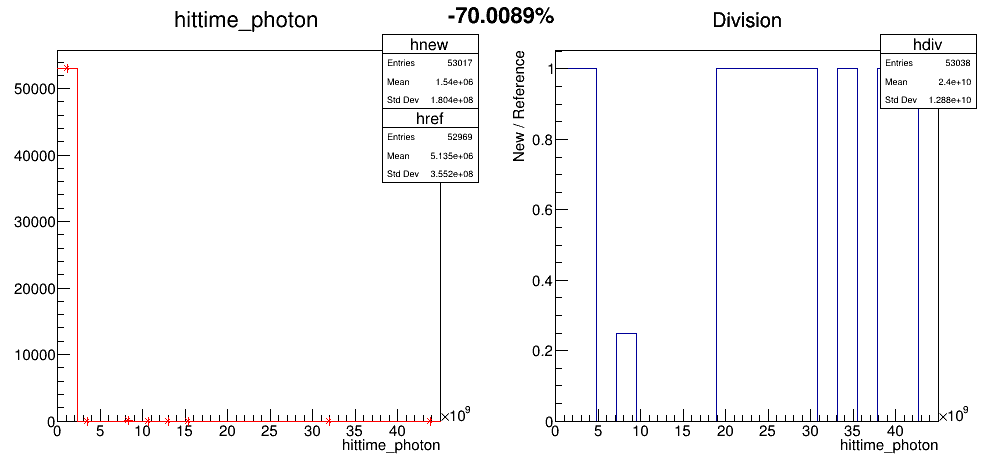 -70.0089%
hittime_photon
hnew
Entries 53017
Mean 1.54e+06
Std Dev 1.804e+08
href
Entries 52969
Mean 5.135e+06
Std Dev 3.552e+08
50000
40000
30000
20000
10000
0
0 5 10 15 20 25 30 35 40
×10⁹
hittime_photon
Division
hdiv
Entries 53038
Mean 2.4e+10
Std Dev 1.288e+10
New / Reference
1
0.8
0.6
0.4
0.2
0
0 5 10 15 20 25 30 35 40
×10⁹
hittime_photon